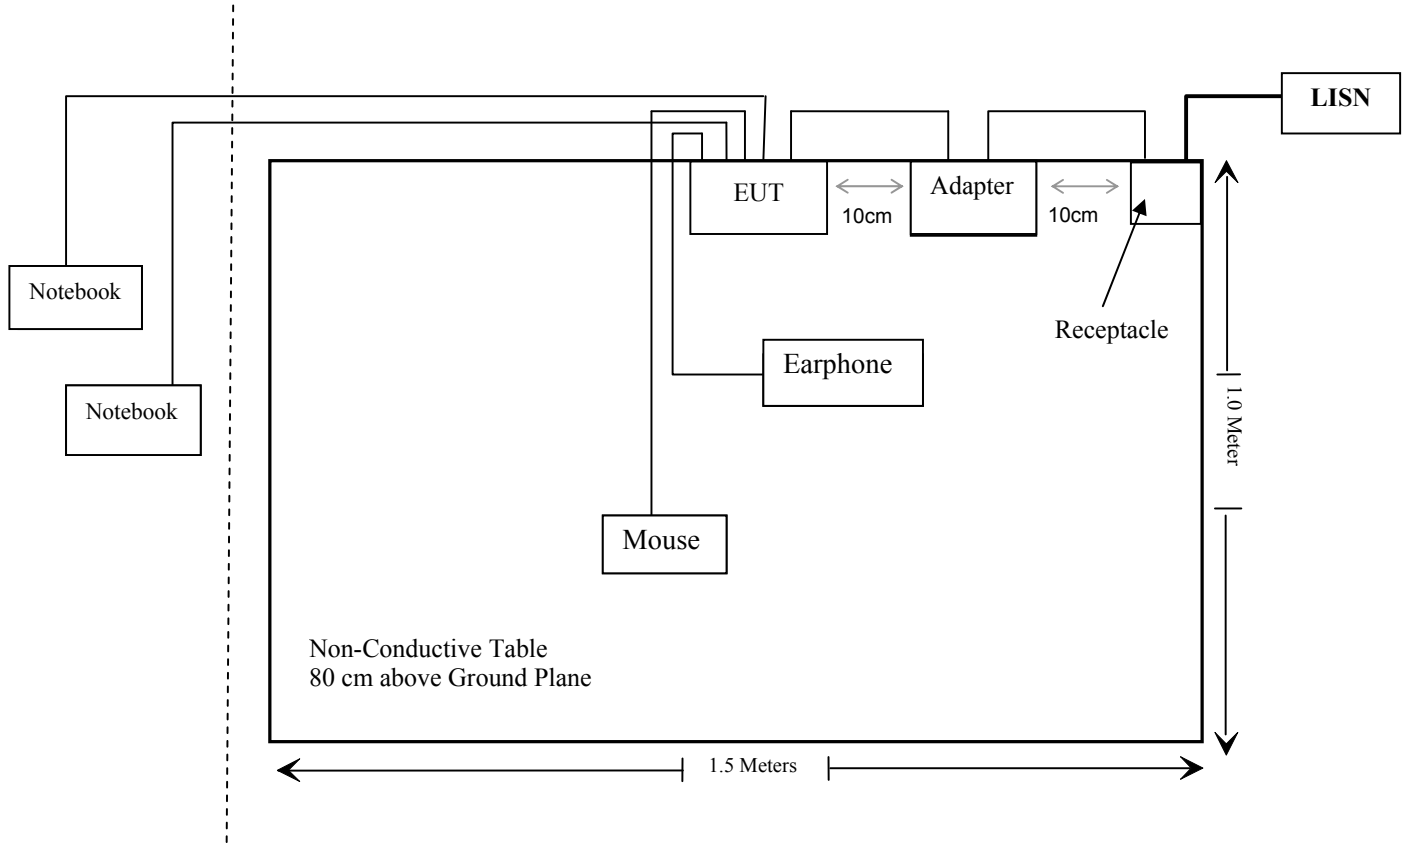 LISN
EUT
Adapter
10cm
10cm
Notebook
Receptacle
Earphone
Notebook
1.0 Meter
Mouse
Non-Conductive Table
80 cm above Ground Plane
1.5 Meters